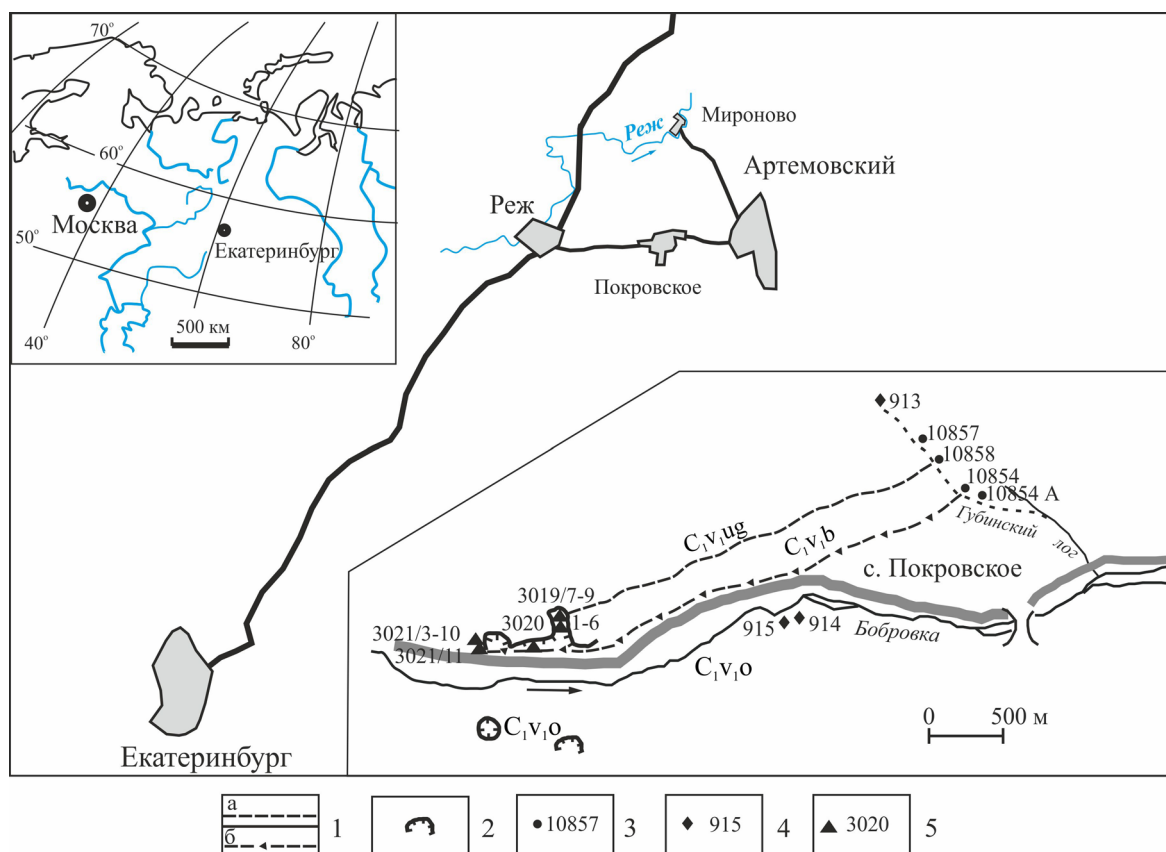 70°
60°
Москва
50°
Екатеринбург
500 км
40°
80°
Реж
Мироново
Артемовский
Реж
Покровское
Екатеринбург
913
10857
10858
10854
10854 А
Губинский
лог
C₁v₁ug
C₁v₁b
с. Покровское
3019/7-9
3020
1-6
3021/3-10
3021/11
915
914
Бобровка
C₁v₁o
C₁v₁o
0
500 м
а
б
1
2
10857
3
915
4
3020
5